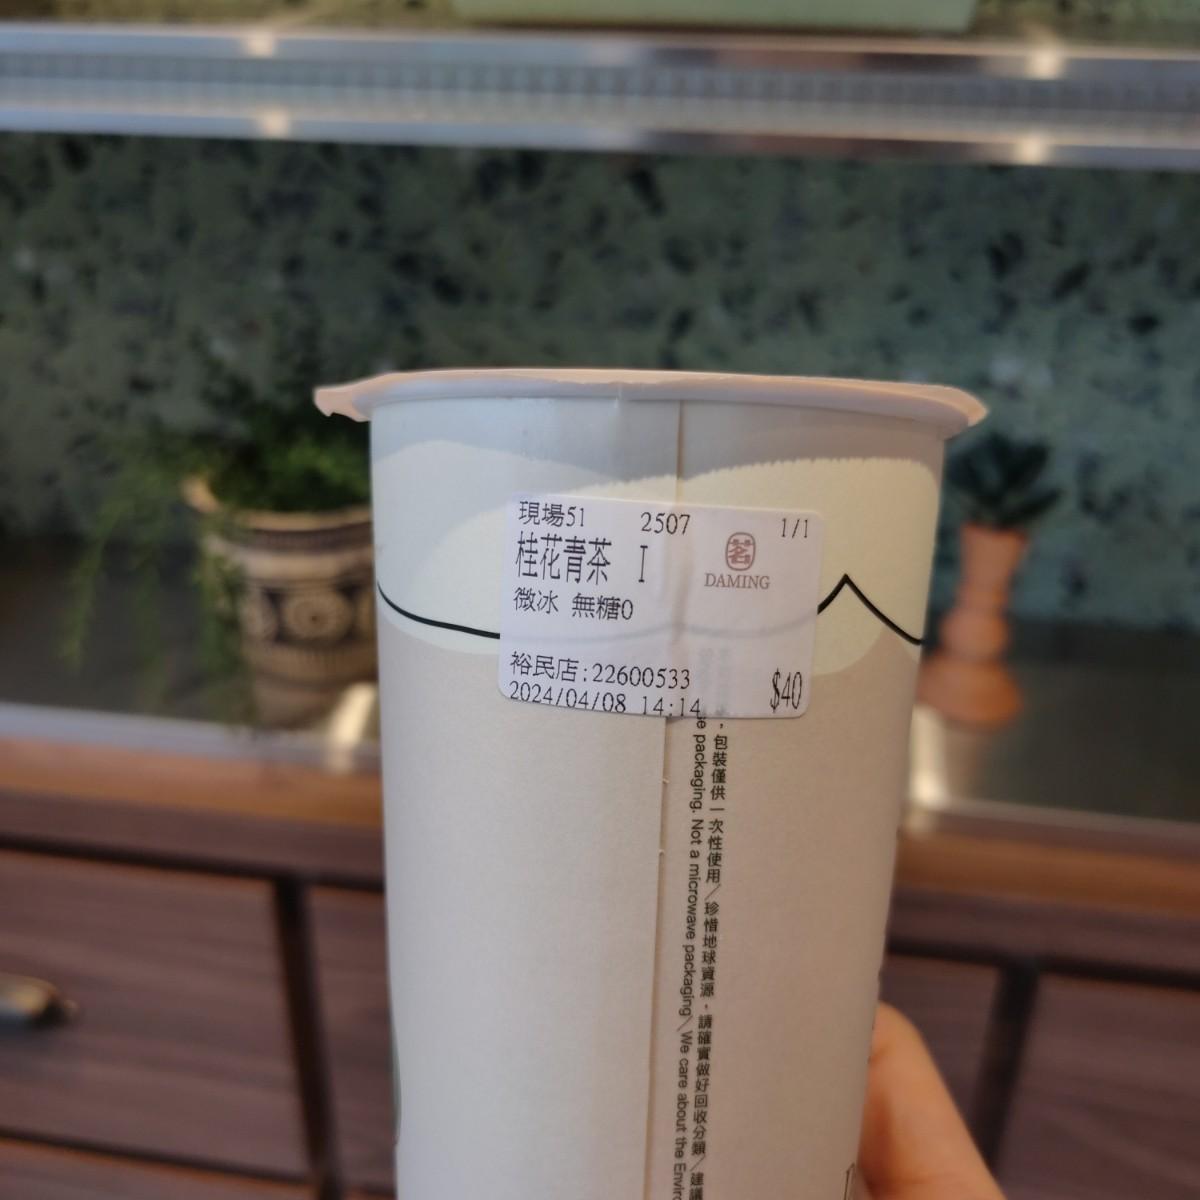 現場51 2507 1/1
桂花青茶 I
茗
DAMING
微冰 無糖0
裕民店:22600533
$40
2024/04/08 14:14
，包裝僅供一次性使用／珍惜地球資源，請確實做好回收分類／建議
packaging. Not a microwave packaging／We care about the